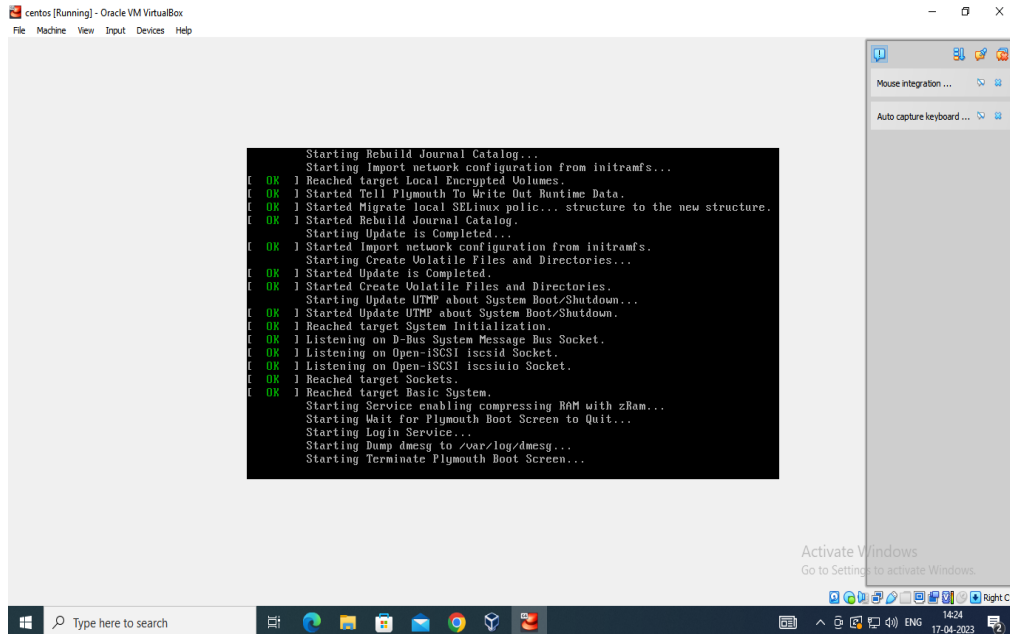 centos [Running] - Oracle VM VirtualBox
File Machine View Input Devices Help
Mouse integration ...
Auto capture keyboard ...
Starting Rebuild Journal Catalog...
Starting Import network configuration from initramfs...
[ OK ] Reached target Local Encrypted Volumes.
[ OK ] Started Tell Plymouth To Write Out Runtime Data.
[ OK ] Started Migrate local SELinux polic... structure to the new structure.
[ OK ] Started Rebuild Journal Catalog.
Starting Update is Completed...
[ OK ] Started Import network configuration from initramfs.
Starting Create Volatile Files and Directories...
[ OK ] Started Update is Completed.
[ OK ] Started Create Volatile Files and Directories.
Starting Update UTMP about System Boot/Shutdown...
[ OK ] Started Update UTMP about System Boot/Shutdown.
[ OK ] Reached target System Initialization.
[ OK ] Listening on D-Bus System Message Bus Socket.
[ OK ] Listening on Open-iSCSI iscsid Socket.
[ OK ] Listening on Open-iSCSI iscsiuio Socket.
[ OK ] Reached target Sockets.
[ OK ] Reached target Basic System.
Starting Service enabling compressing RAM with zRam...
Starting Wait for Plymouth Boot Screen to Quit...
Starting Login Service...
Starting Dump dmesg to /var/log/dmesg...
Starting Terminate Plymouth Boot Screen...
Activate Windows
Go to Settings to activate Windows.
Right C
Type here to search
ENG
14:24
17-04-2023
2